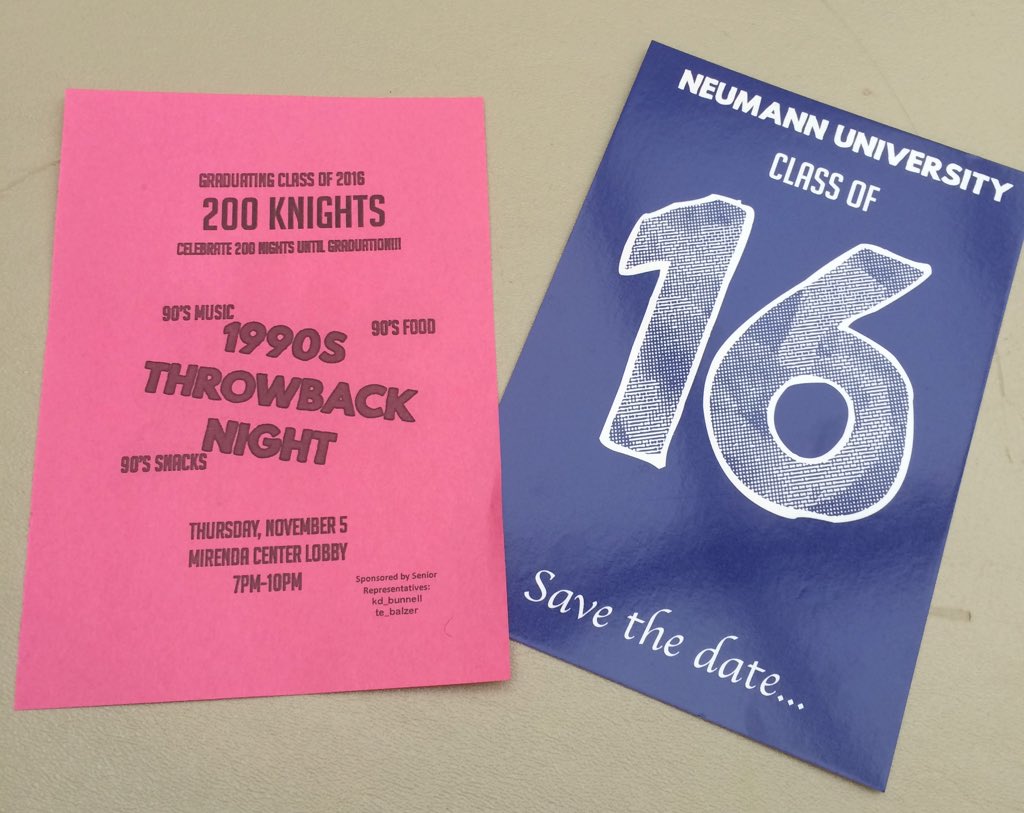 GRADUATING CLASS OF 2016
200 KNIGHTS
CELEBRATE 200 NIGHTS UNTIL GRADUATION!!!
90'S MUSIC
90'S FOOD
1990S
THROWBACK
NIGHT
90'S SNACKS
THURSDAY, NOVEMBER 5
MIRENDA CENTER LOBBY
7PM-10PM
Sponsored by Senior
Representatives:
kd_bunnell
te_balzer
NEUMANN UNIVERSITY
CLASS OF
16
Save the date...